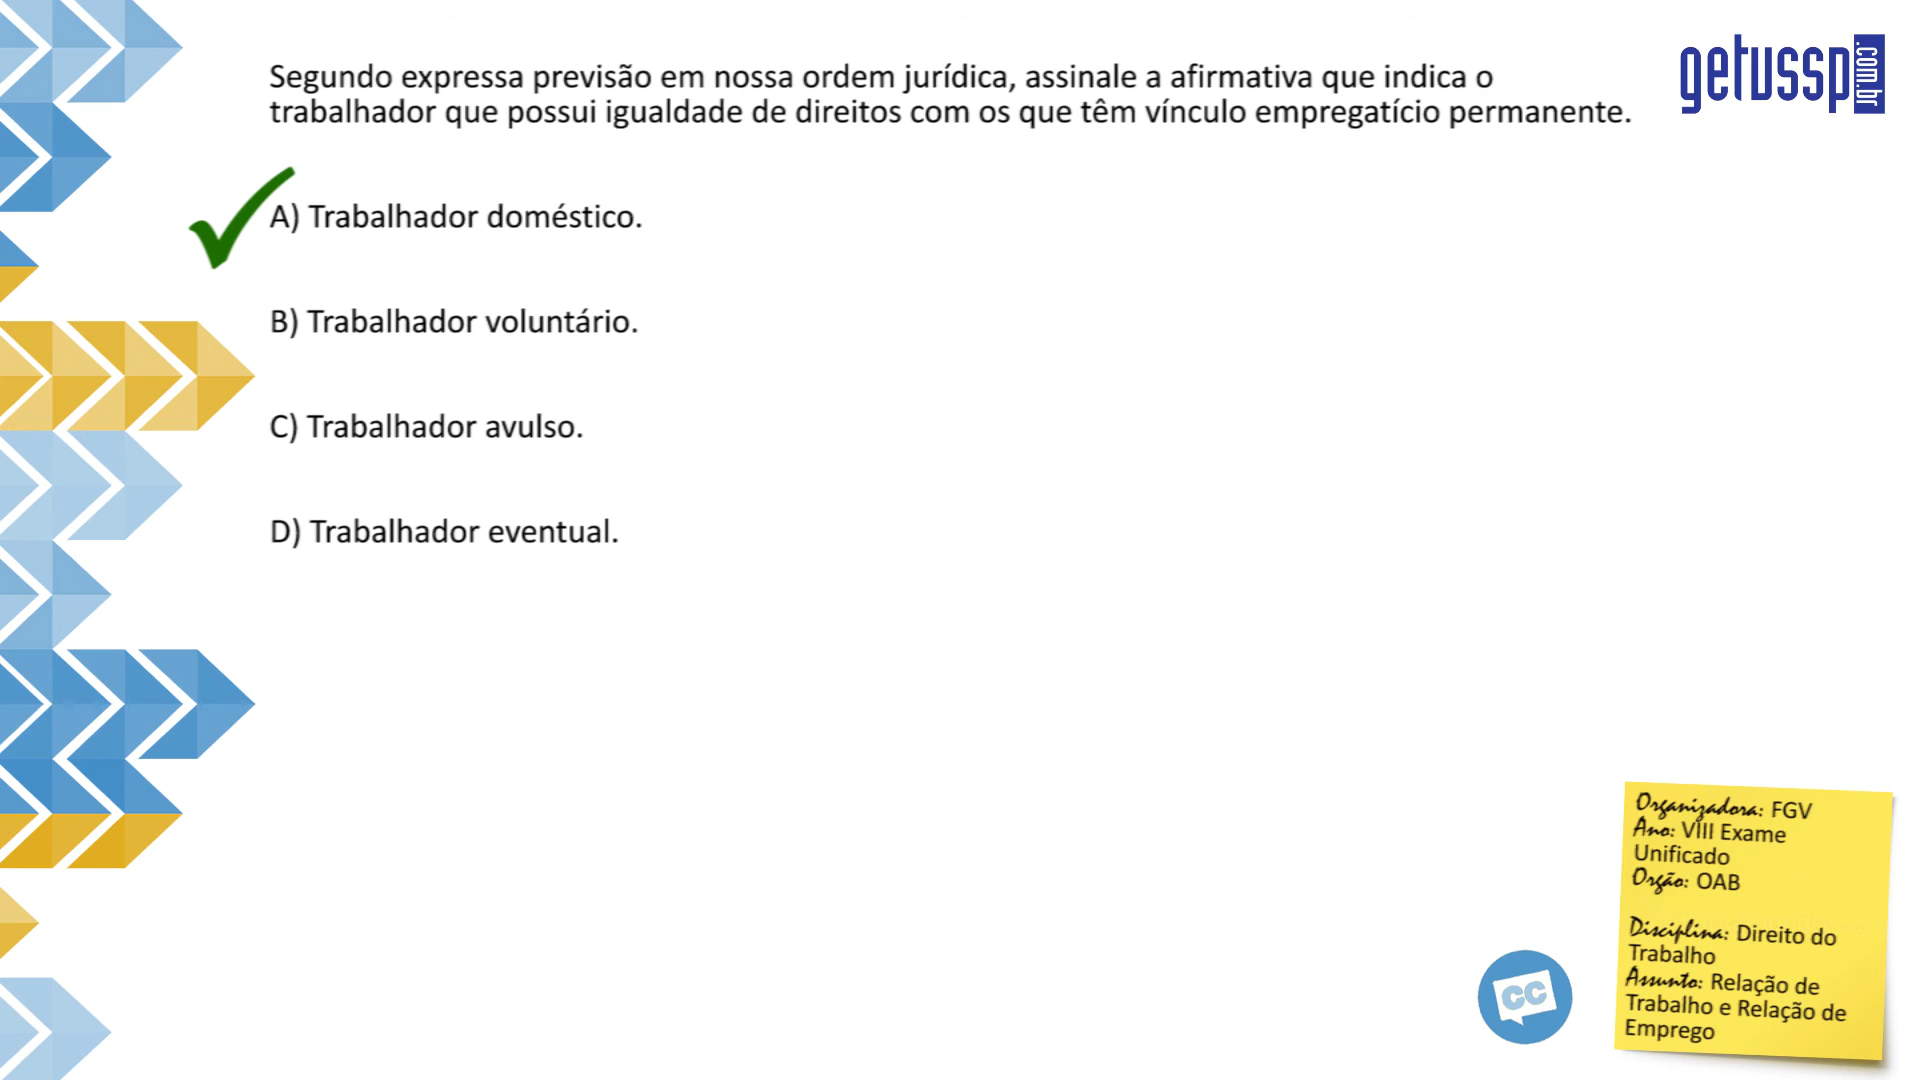 Segundo expressa previsão em nossa ordem jurídica, assinale a afirmativa que indica o
trabalhador que possui igualdade de direitos com os que têm vínculo empregatício permanente.
getussp.com.br
A) Trabalhador doméstico.
B) Trabalhador voluntário.
C) Trabalhador avulso.
D) Trabalhador eventual.
Organizadora: FGV
Ano: VIII Exame
Unificado
Orgão: OAB
Disciplina: Direito do
Trabalho
Assunto: Relação de
Trabalho e Relação de
Emprego
CC